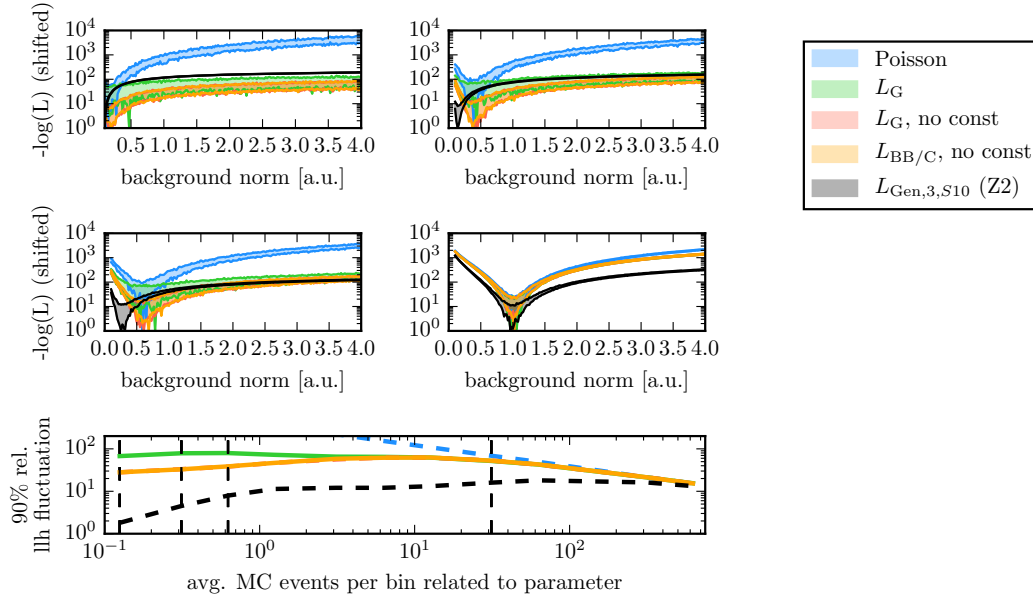 10^4 10^3 10^2 10^1 10^0
-log(L) (shifted)
0.5 1.0 1.5 2.0 2.5 3.0 3.5 4.0
background norm [a.u.]
10^4 10^3 10^2 10^1 10^0
0.0 0.5 1.0 1.5 2.0 2.5 3.0 3.5 4.0
background norm [a.u.]
Poisson
L_G
L_G, no const
L_BB/C, no const
L_Gen,3,S10 (Z2)
10^4 10^3 10^2 10^1 10^0
-log(L) (shifted)
0.0 0.5 1.0 1.5 2.0 2.5 3.0 3.5 4.0
background norm [a.u.]
10^4 10^3 10^2 10^1 10^0
0.0 0.5 1.0 1.5 2.0 2.5 3.0 3.5 4.0
background norm [a.u.]
90% rel.
llh fluctuation
10^2 10^1 10^0
10^-1 10^0 10^1 10^2
avg. MC events per bin related to parameter